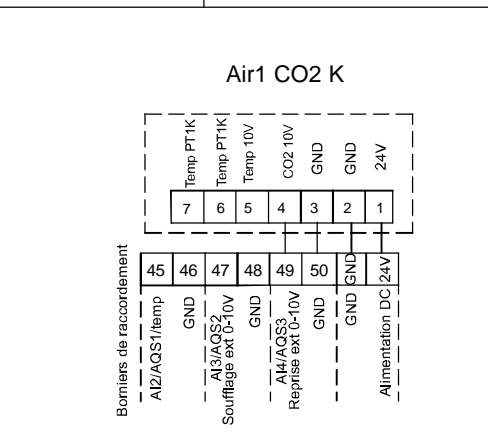 Air1 CO2 K
Temp PT1K
Temp PT1K
Temp 10V
CO2 10V
GND
GND
24V
7 6 5 4 3 2 1
Borniers de raccordement
45 46 47 48 49 50 GND 24V
AI2/AQS1/temp
GND
AI3/AQS2
Soufflage ext 0-10V
GND
AI4/AQS3
Reprise ext 0-10V
GND
GND
Alimentation DC